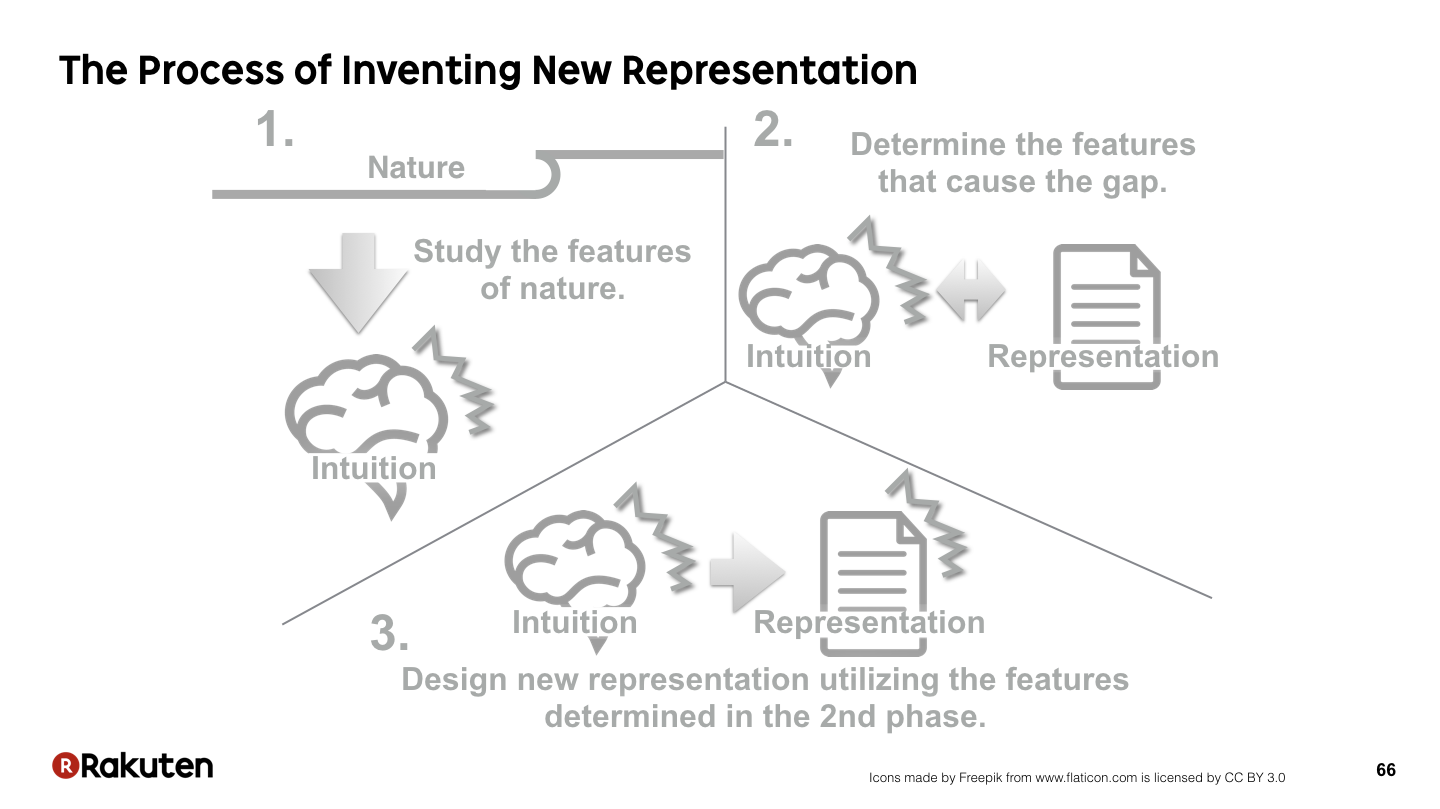 The Process of Inventing New Representation
1.
Nature
Study the features
of nature.
Intuition
2.
Determine the features
that cause the gap.
Intuition
Representation
Intuition
Representation
3.
Design new representation utilizing the features
determined in the 2nd phase.
R Rakuten
Icons made by Freepik from www.flaticon.com is licensed by CC BY 3.0
66